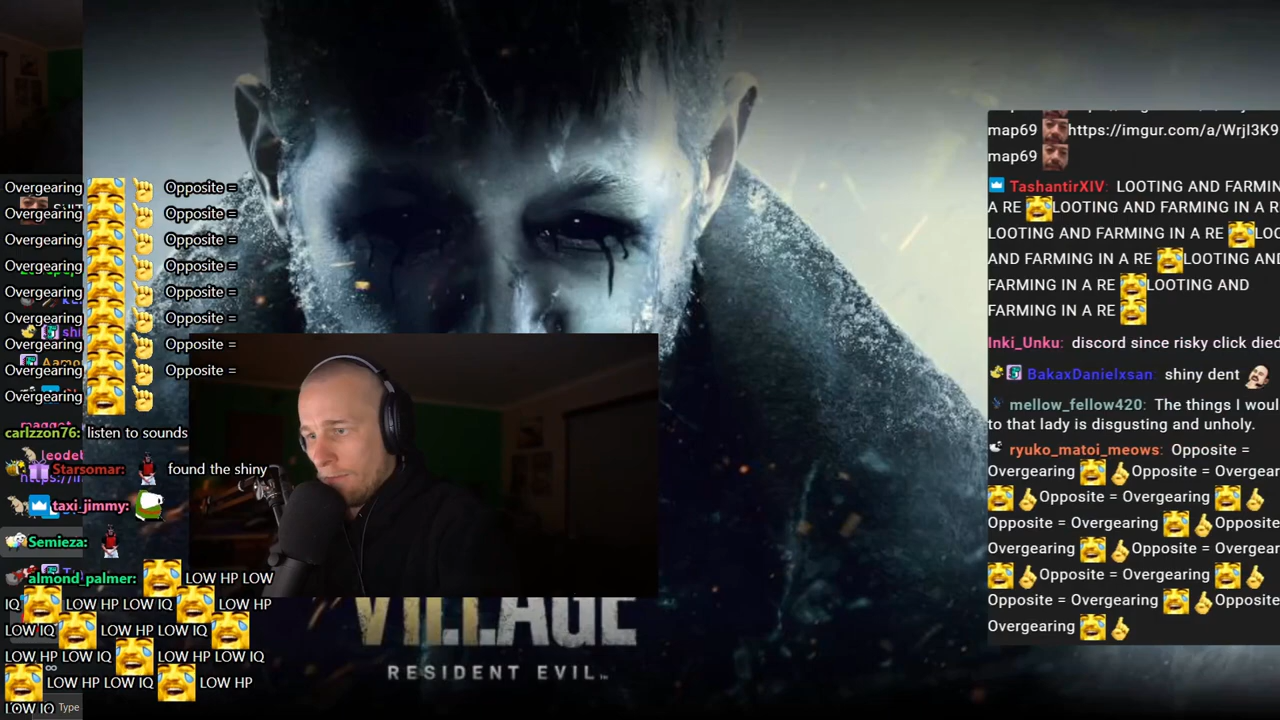 Overgearing Opposite =
Overgearing Opposite =
Overgearing Opposite =
Overgearing Opposite =
Overgearing Opposite =
Overgearing Opposite =
Overgearing Opposite =
Overgearing Opposite =
Overgearing
carlzzon76: listen to sounds
Starsomar: found the shiny
taxi_jimmy:
Semieza:
almond_palmer: LOW HP LOW
IQ LOW HP LOW IQ LOW HP
LOW IQ LOW HP LOW IQ
LOW HP LOW IQ LOW HP LOW IQ
LOW HP LOW IQ LOW HP
LOW IQ
Type
VILLAGE
RESIDENT EVIL™
map69 https://imgur.com/a/WrjI3K9
map69
TashantirXIV: LOOTING AND FARMIN
A RE LOOTING AND FARMING IN A R
LOOTING AND FARMING IN A RE LOO
AND FARMING IN A RE LOOTING AND
FARMING IN A RE LOOTING AND
FARMING IN A RE
Inki_Unku: discord since risky click died
BakaxDanielxsan: shiny dent
mellow_fellow420: The things I woul
to that lady is disgusting and unholy.
ryuko_matoi_meows: Opposite =
Overgearing Opposite = Overgear
Opposite = Overgearing
Opposite = Overgearing Opposite
Overgearing Opposite = Overgear
Opposite = Overgearing
Opposite = Overgearing Opposite
Overgearing